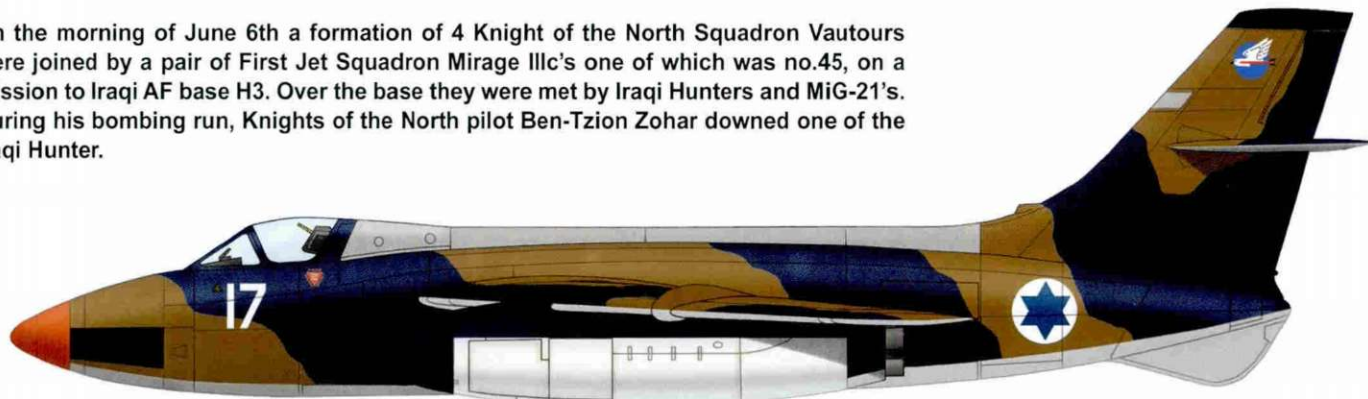 n the morning of June 6th a formation of 4 Knight of the North Squadron Vautours
ere joined by a pair of First Jet Squadron Mirage IIIc's one of which was no.45, on a
ission to Iraqi AF base H3. Over the base they were met by Iraqi Hunters and MiG-21's.
uring his bombing run, Knights of the North pilot Ben-Tzion Zohar downed one of the
qi Hunter.
17